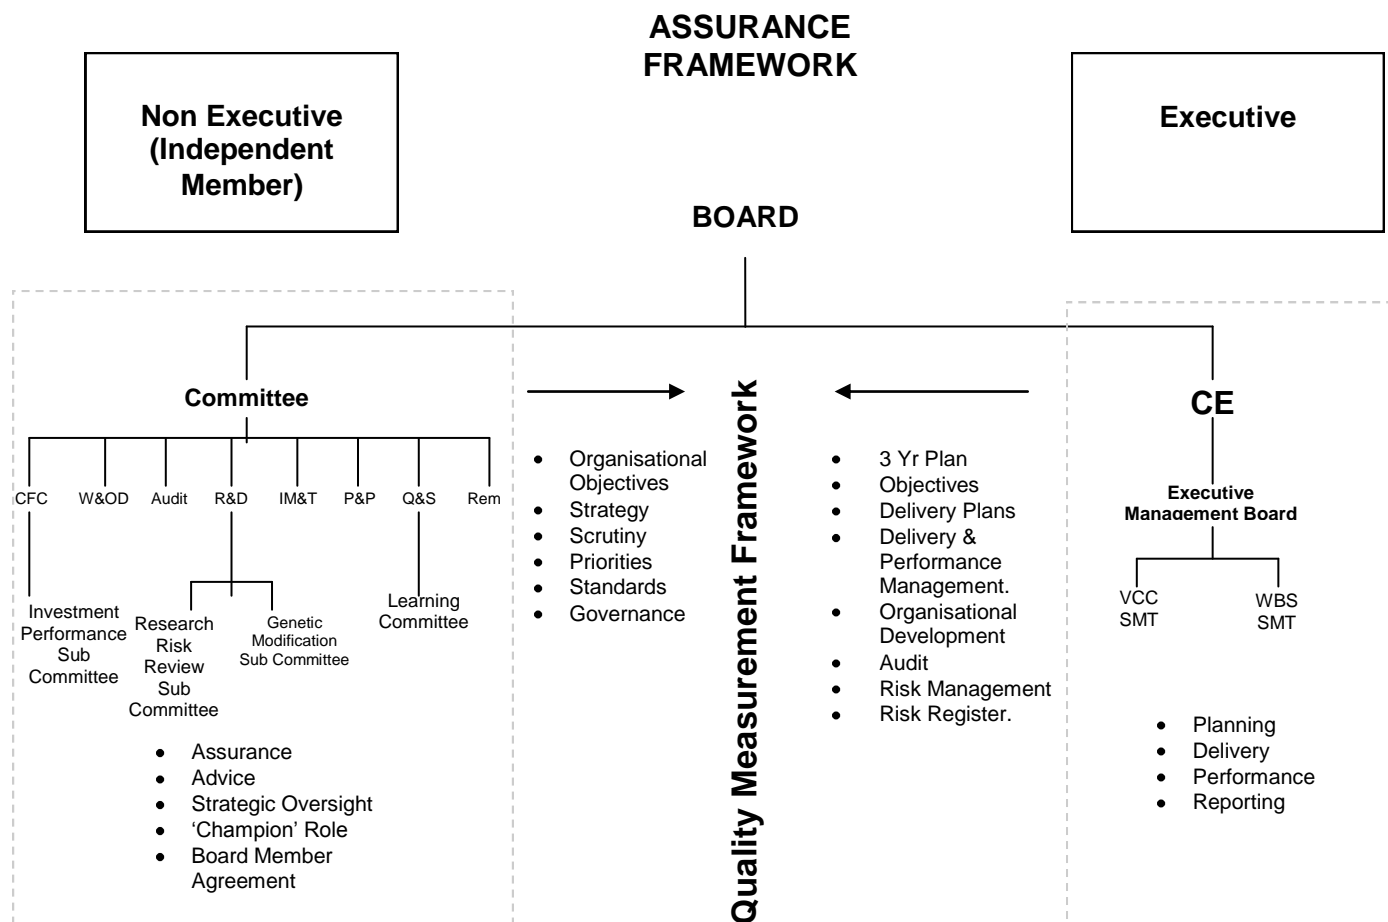 ASSURANCE
FRAMEWORK
Non Executive
(Independent
Member)
Executive
BOARD
Committee
CE
CFC
W&OD
Audit
R&D
IM&T
P&P
Q&S
Rem
Investment
Performance
Sub
Committee
Research
Risk
Review
Sub
Committee
Genetic
Modification
Sub Committee
Learning
Committee
• Assurance
• Advice
• Strategic Oversight
• ‘Champion’ Role
• Board Member
Agreement
• Organisational
Objectives
• Strategy
• Scrutiny
• Priorities
• Standards
• Governance
Quality Measurement Framework
• 3 Yr Plan
• Objectives
• Delivery Plans
• Delivery &
Performance
Management.
• Organisational
Development
• Audit
• Risk Management
• Risk Register.
Executive
Management Board
VCC
SMT
WBS
SMT
• Planning
• Delivery
• Performance
• Reporting